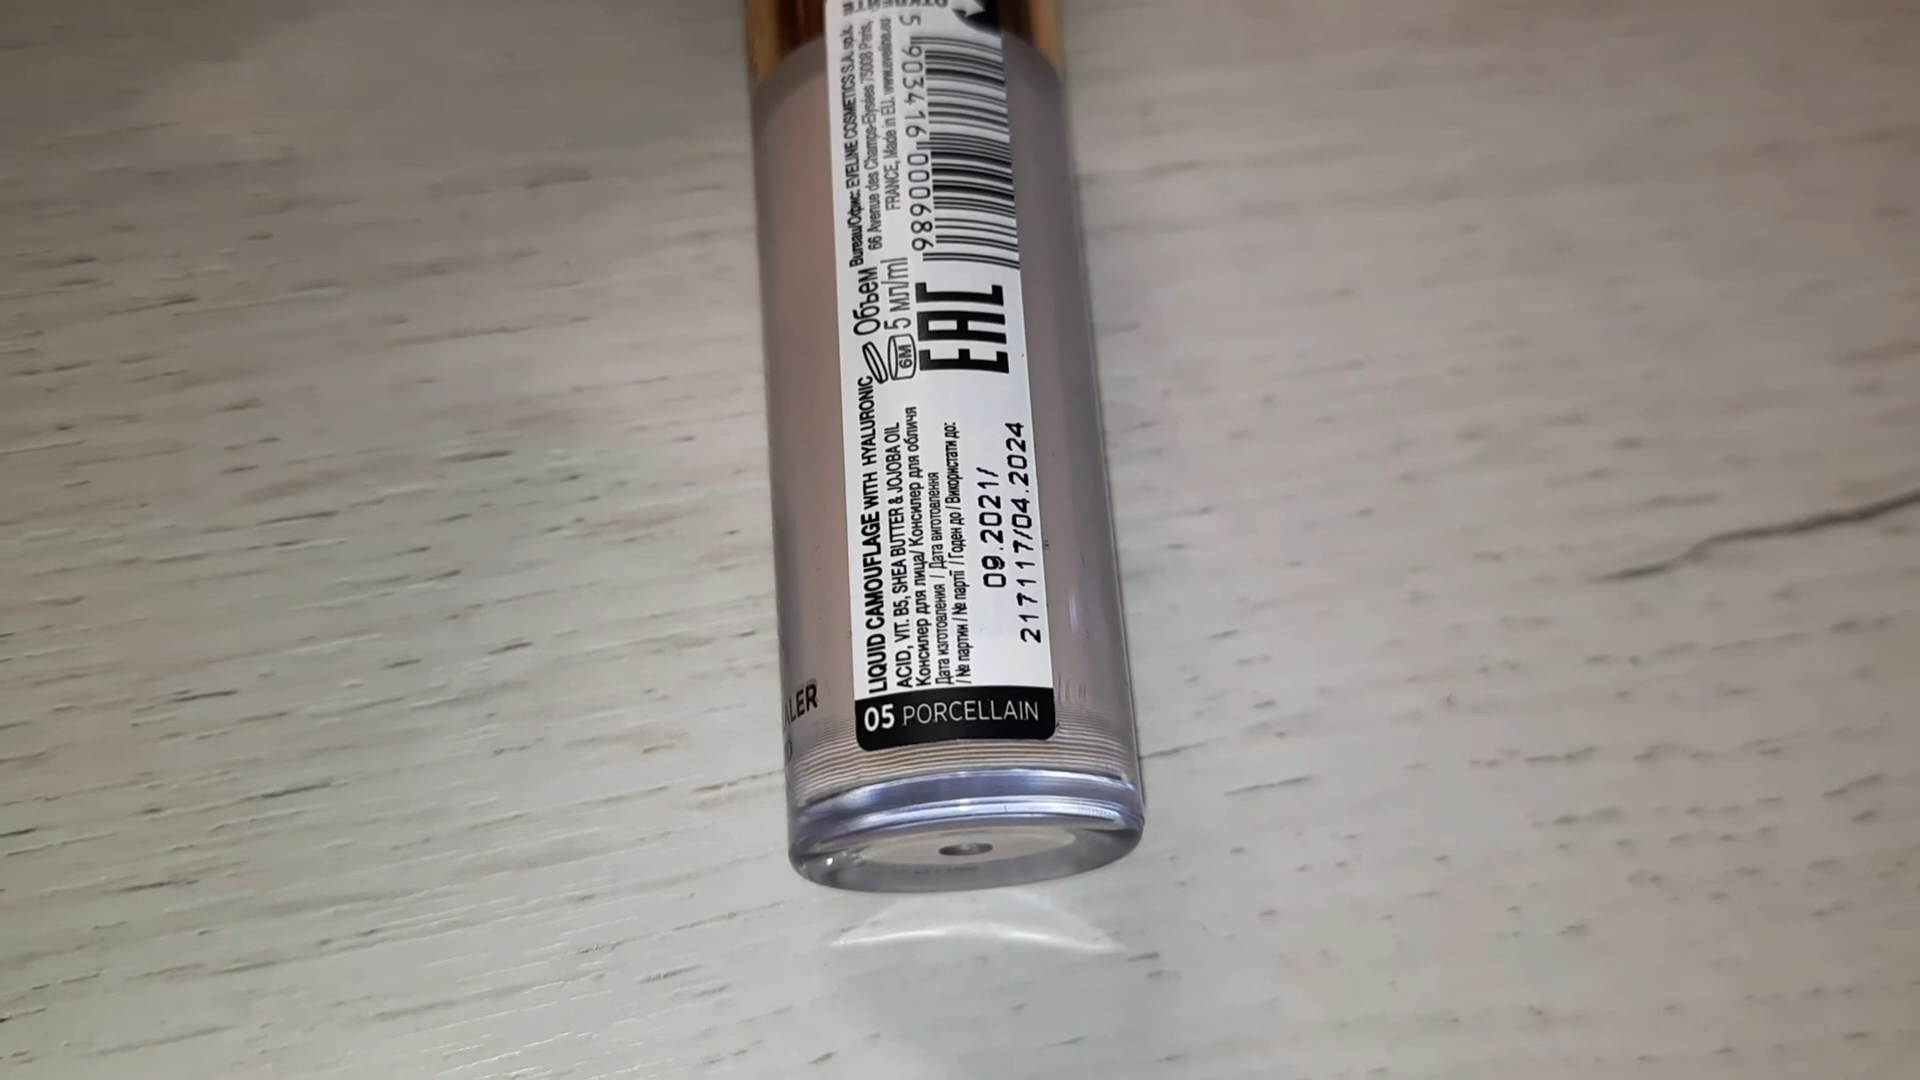 LIQUID CAMOUFLAGE WITH HYALURONIC
ACID, VIT. B5, SHEA BUTTER & JOJOBA OIL
Консилер для лица/ Консилер для обличчя
Дата изготовления / Дата виготовлення
/ № партии / № партії / Годен до / Використати до:
09.2021/
217117/04.2024
6M
Объем
5 мл/ml
Bureau/Офис: EVELINE COSMETICS S.A. sp.k.
66 Avenue des Champs-Elysées 75008 Paris,
FRANCE, Made in EU. www.eveline.eu
5 903416 000686
EAC
05 PORCELLAIN